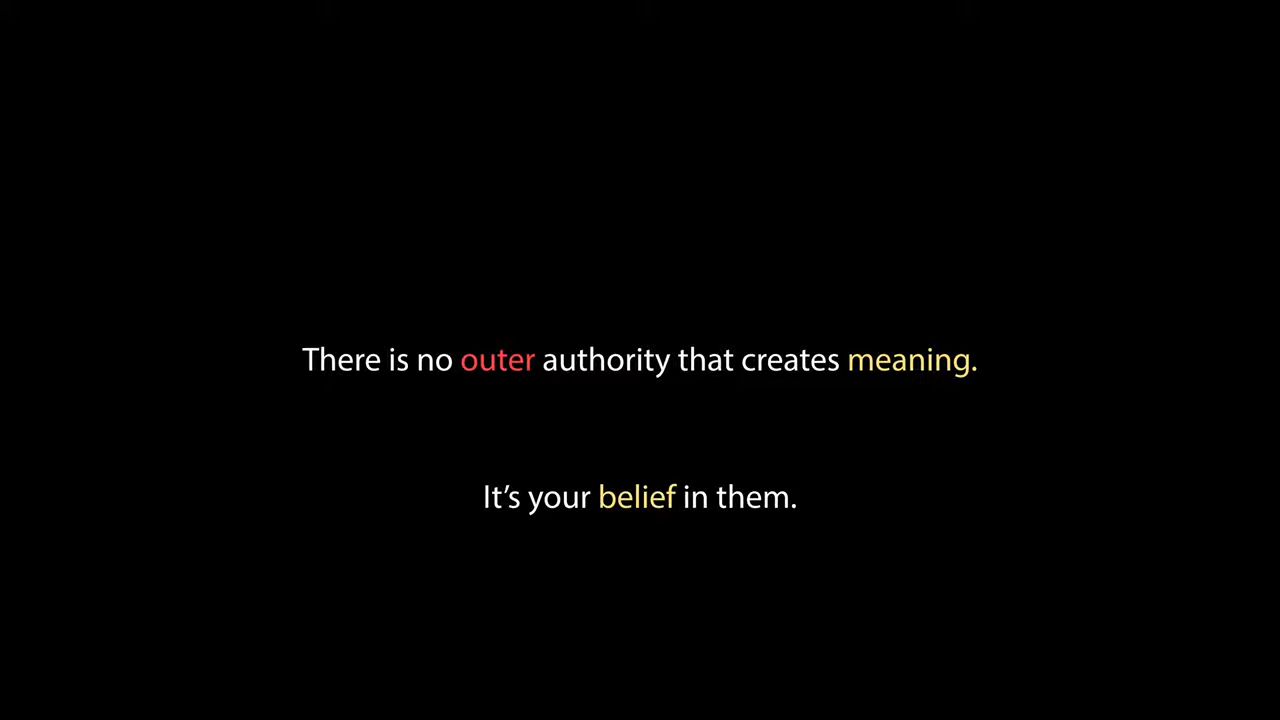 There is no outer authority that creates meaning.
It’s your belief in them.